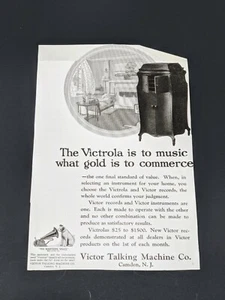 The Victrola is to music
what gold is to commerce
—the one final standard of value. When, in
selecting an instrument for your home, you
choose the Victrola and Victor records, the
whole world confirms your judgment.
Victor records and Victor instruments are
one. Each is made to operate with the other
and no other combination can be made to
produce as satisfactory results.
Victrolas $25 to $1500. New Victor rec-
ords demonstrated at all dealers in Victor
products on the 1st of each month.
Victor Talking Machine Co.
Camden, N. J.